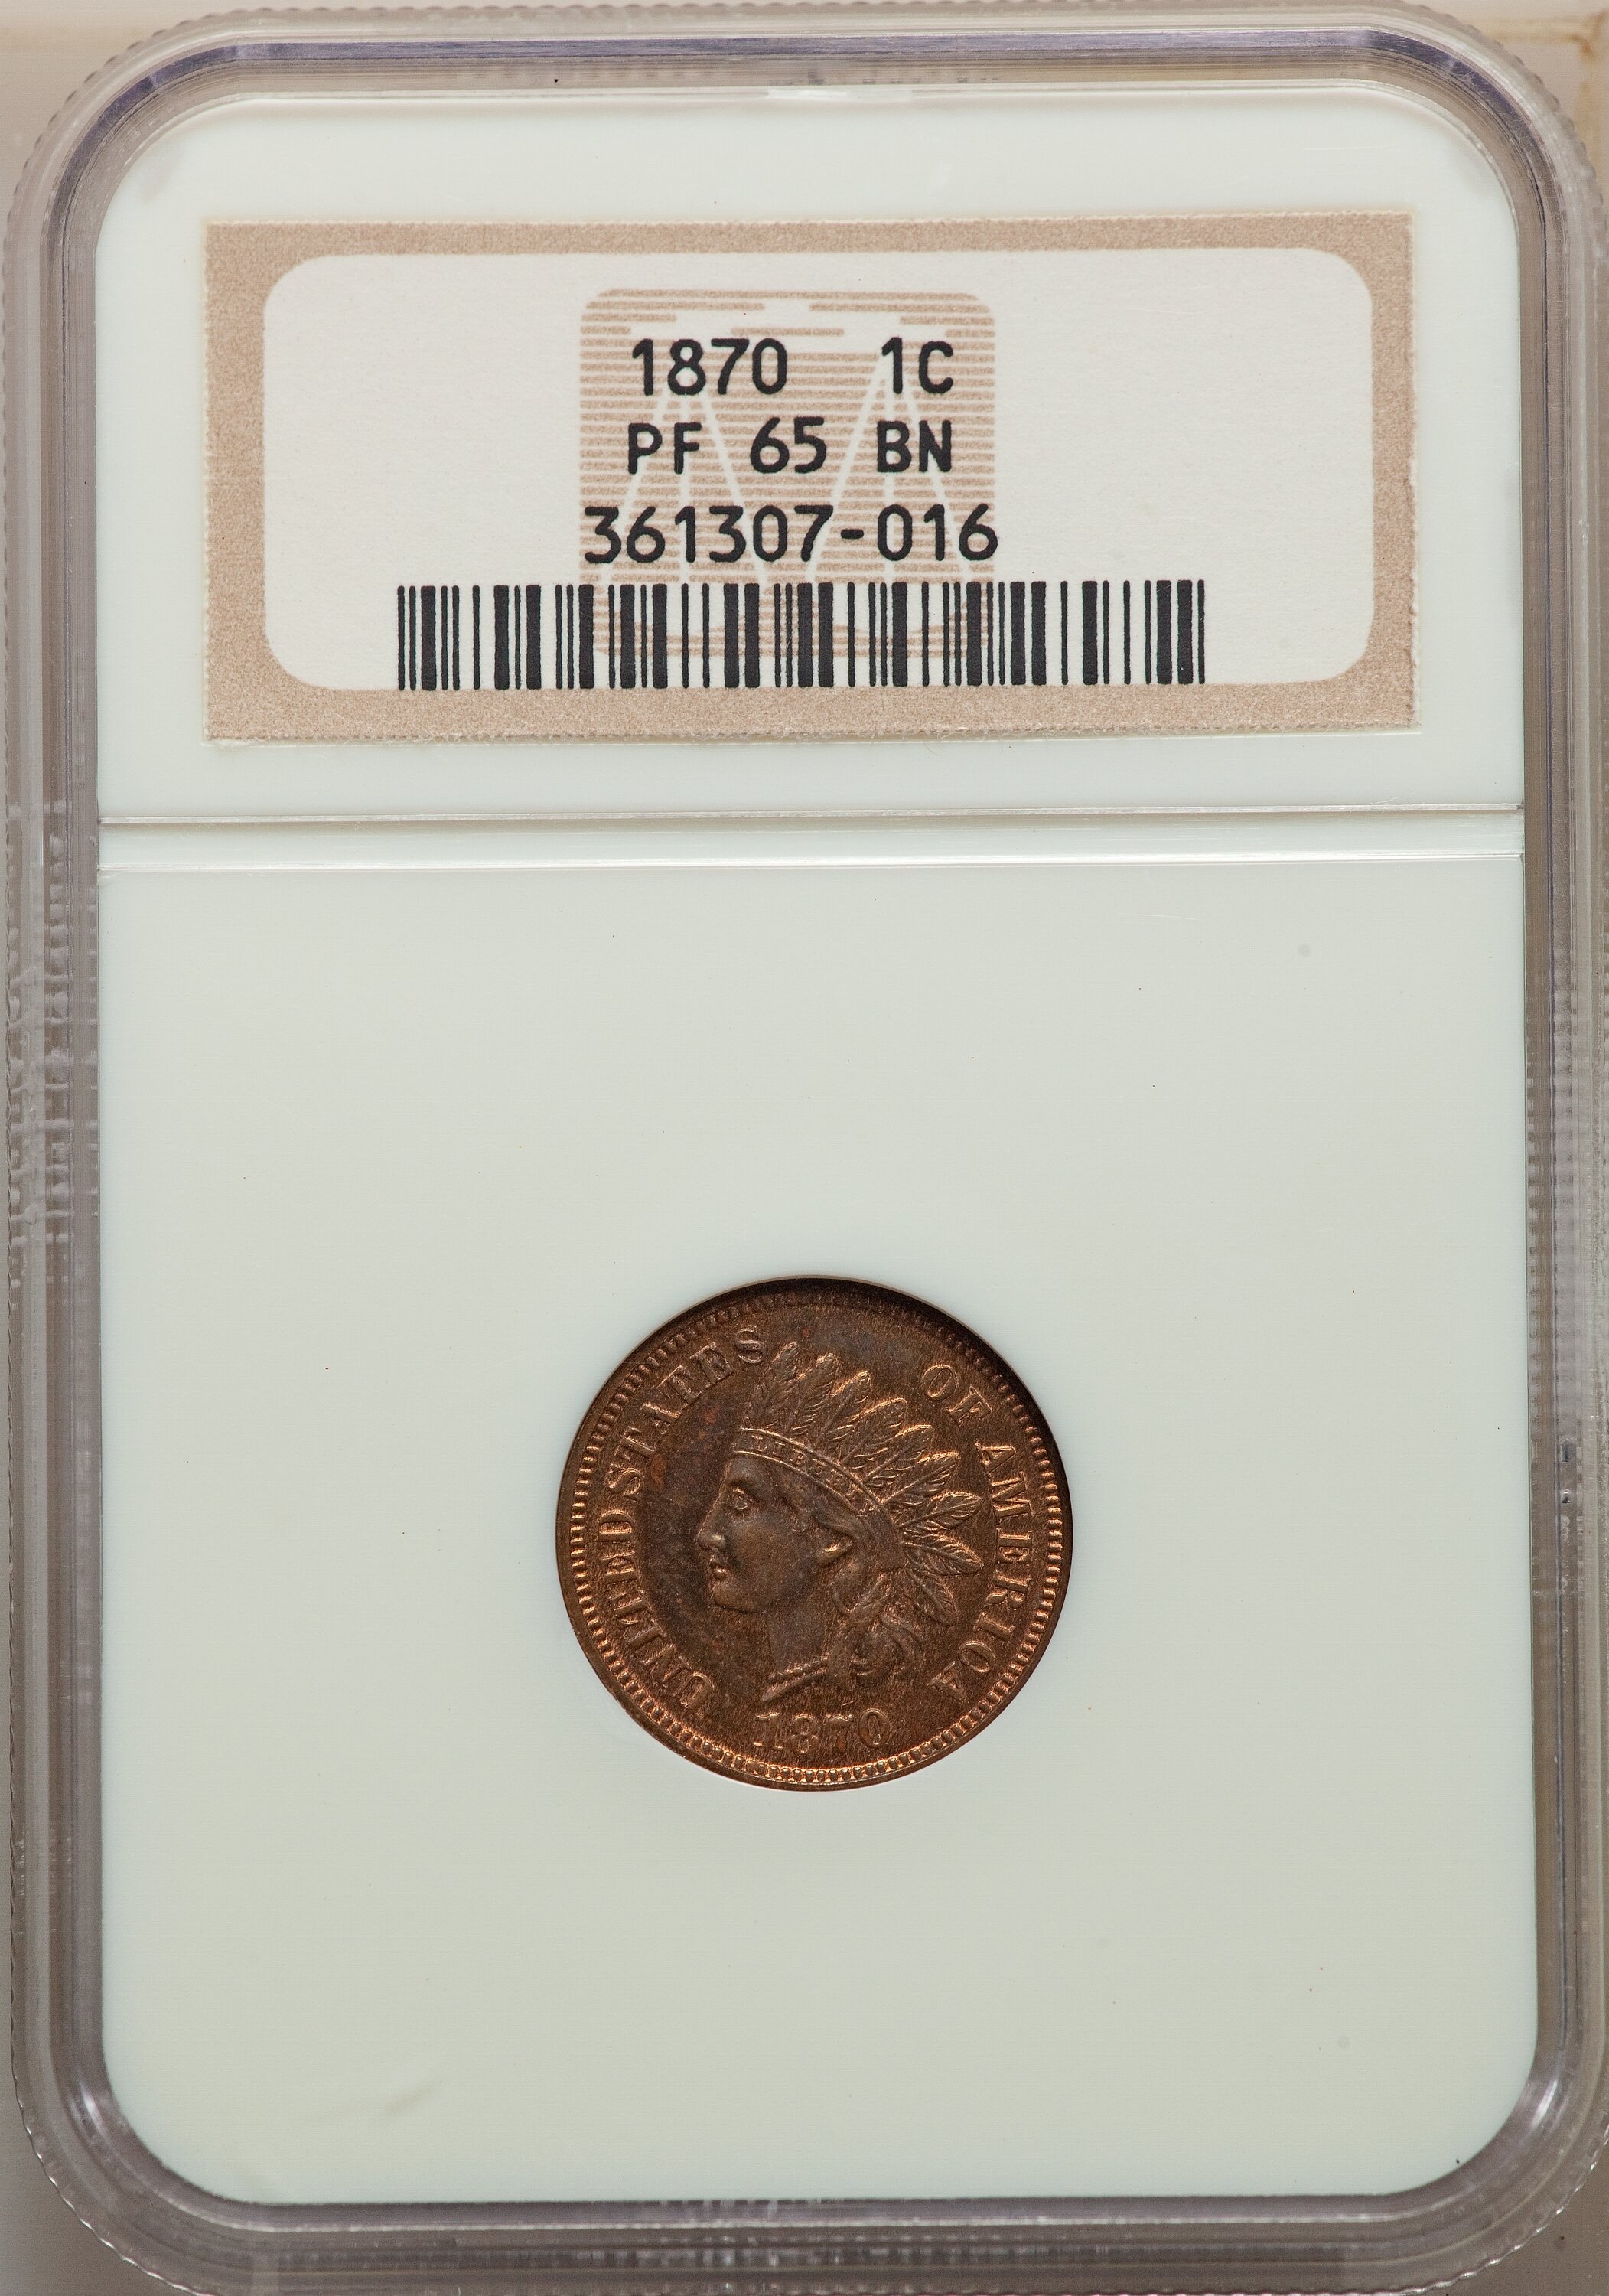 1870 1C
PF 65 BN
361307-016
UNITED STATES OF AMERICA
LIBERTY
1870